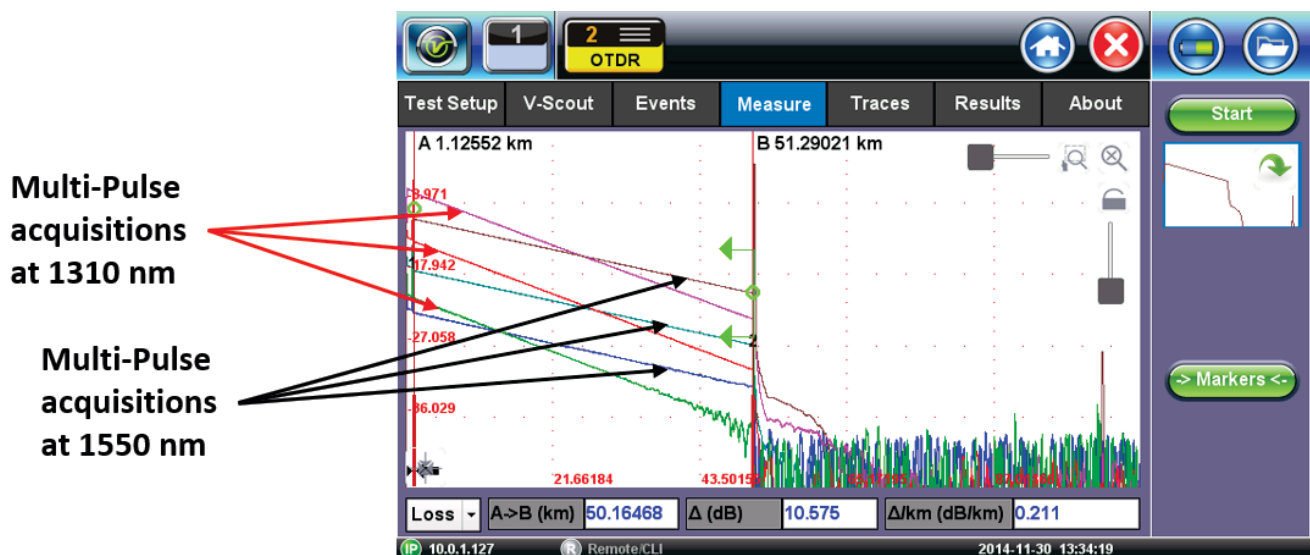 1
2
OTDR
Test Setup V-Scout Events Measure Traces Results About
Start
A 1.12552 km
B 51.29021 km
Multi-Pulse
acquisitions
at 1310 nm
-8.971
-17.942
-27.058
-36.029
1
2
Multi-Pulse
acquisitions
at 1550 nm
-> Markers <-
21.66184
Loss A->B (km) 50.16468 Δ (dB) 10.575 Δ/km (dB/km) 0.211
IP 10.0.1.127 R Remote/CLI 2014-11-30 13:34:19